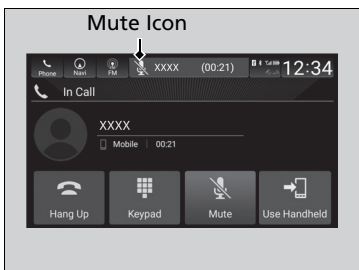 Mute Icon
Phone Navi FM XXXX (00:21) 12:34
In Call
XXXX
Mobile 00:21
Hang Up Keypad Mute Use Handheld